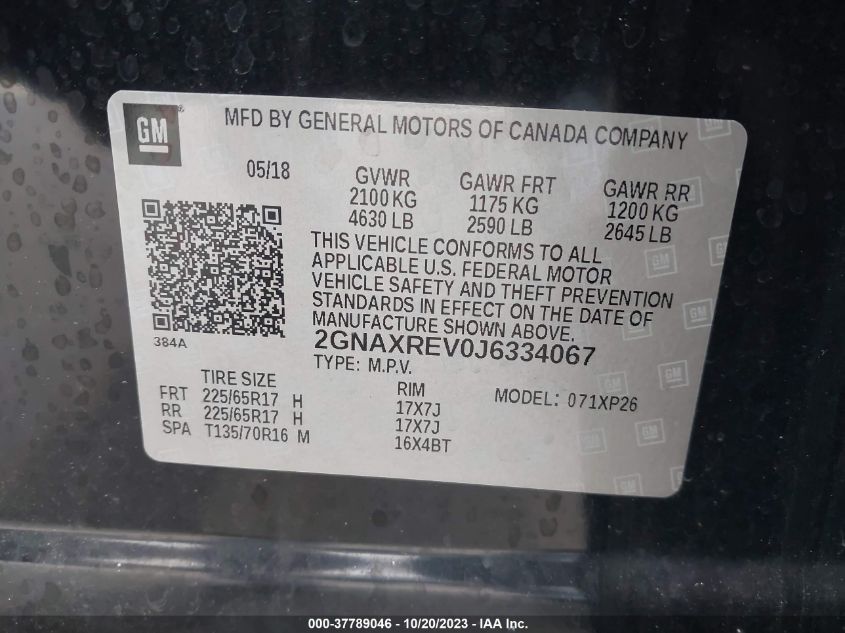 GM
MFD BY GENERAL MOTORS OF CANADA COMPANY
05/18
GVWR GAWR FRT GAWR RR
2100 KG 1175 KG 1200 KG
4630 LB 2590 LB 2645 LB
THIS VEHICLE CONFORMS TO ALL
APPLICABLE U.S. FEDERAL MOTOR
VEHICLE SAFETY AND THEFT PREVENTION
STANDARDS IN EFFECT ON THE DATE OF
MANUFACTURE SHOWN ABOVE.
384A
2GNAXREV0J6334067
TYPE: M.P.V.
TIRE SIZE RIM MODEL: 071XP26
FRT 225/65R17 H 17X7J
RR 225/65R17 H 17X7J
SPA T135/70R16 M 16X4BT
000-37789046 - 10/20/2023 - IAA Inc.